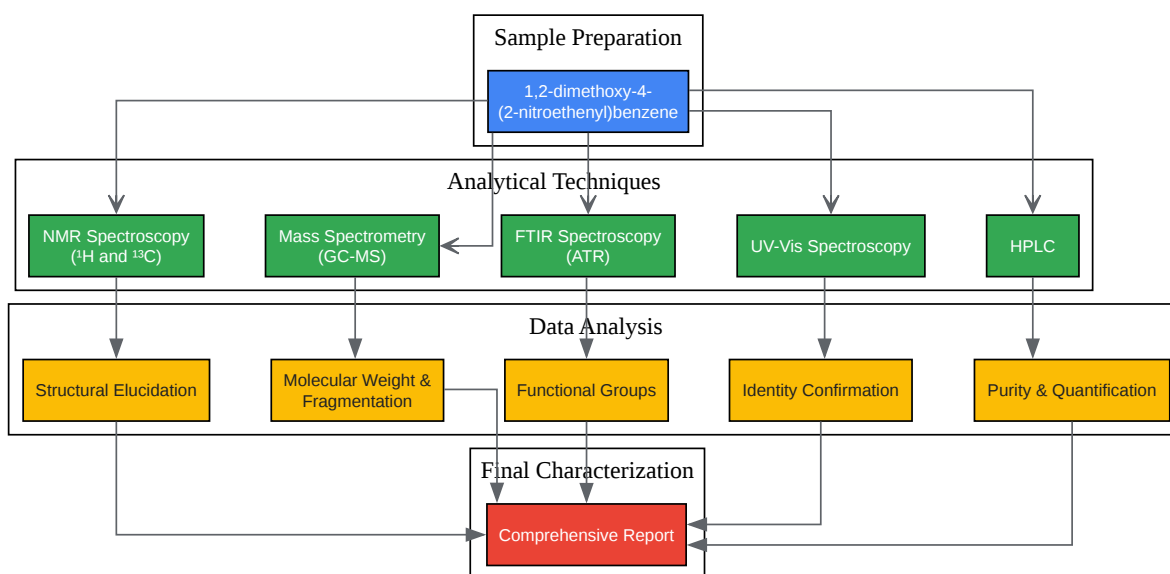 Sample Preparation
1,2-dimethoxy-4-
(2-nitroethenyl)benzene
Analytical Techniques
NMR Spectroscopy
(¹H and ¹³C)
Mass Spectrometry
(GC-MS)
FTIR Spectroscopy
(ATR)
UV-Vis Spectroscopy
HPLC
Data Analysis
Structural Elucidation
Molecular Weight &
Fragmentation
Functional Groups
Identity Confirmation
Purity & Quantification
Final Characterization
Comprehensive Report